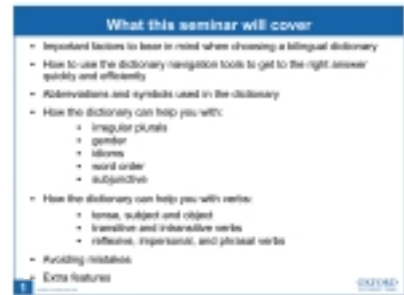 What this seminar will cover
Important factors to bear in mind when choosing a bilingual dictionary
How to use the dictionary navigation tools to get to the right answer
quickly and efficiently
Abbreviations and symbols used in the dictionary
How the dictionary can help you with:
irregular plurals
gender
idioms
word order
subjunctive
How the dictionary can help you with verbs:
tense, subject and object
transitive and intransitive verbs
reflexive, impersonal, and phrasal verbs
Avoiding mistakes
Extra features
1
OXFORD